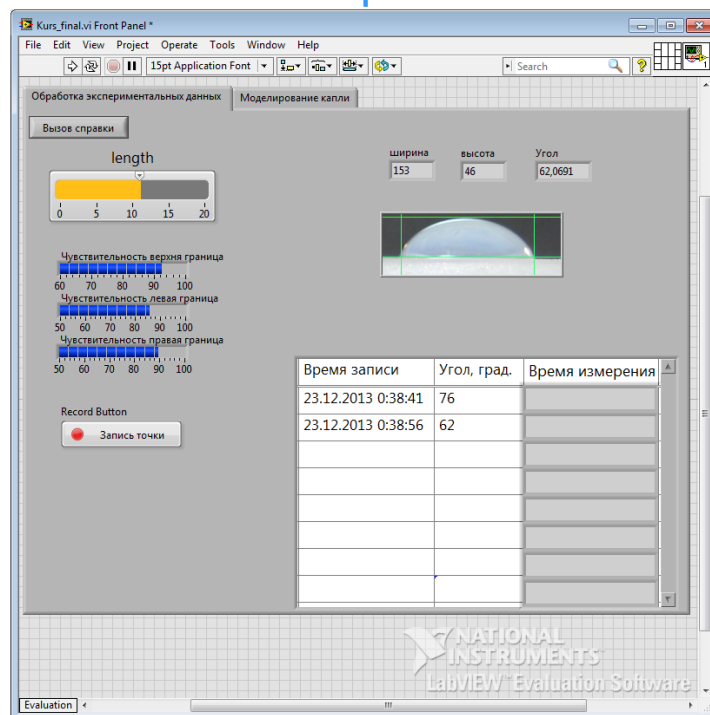 Kurs_final.vi Front Panel *
File Edit View Project Operate Tools Window Help
15pt Application Font
Search
1
Обработка экспериментальных данных
Моделирование капли
Вызов справки
length
0 5 10 15 20
ширина высота Угол
153 46 62,0691
Чувствительность верхня граница
60 70 80 90 100
Чувствительность левая граница
50 60 70 80 90 100
Чувствительность правая граница
50 60 70 80 90 100
Record Button
Запись точки
Время записи Угол, град. Время измерения
23.12.2013 0:38:41 76
23.12.2013 0:38:56 62
NATIONAL
INSTRUMENTS
LabVIEW™ Evaluation Software
Evaluation